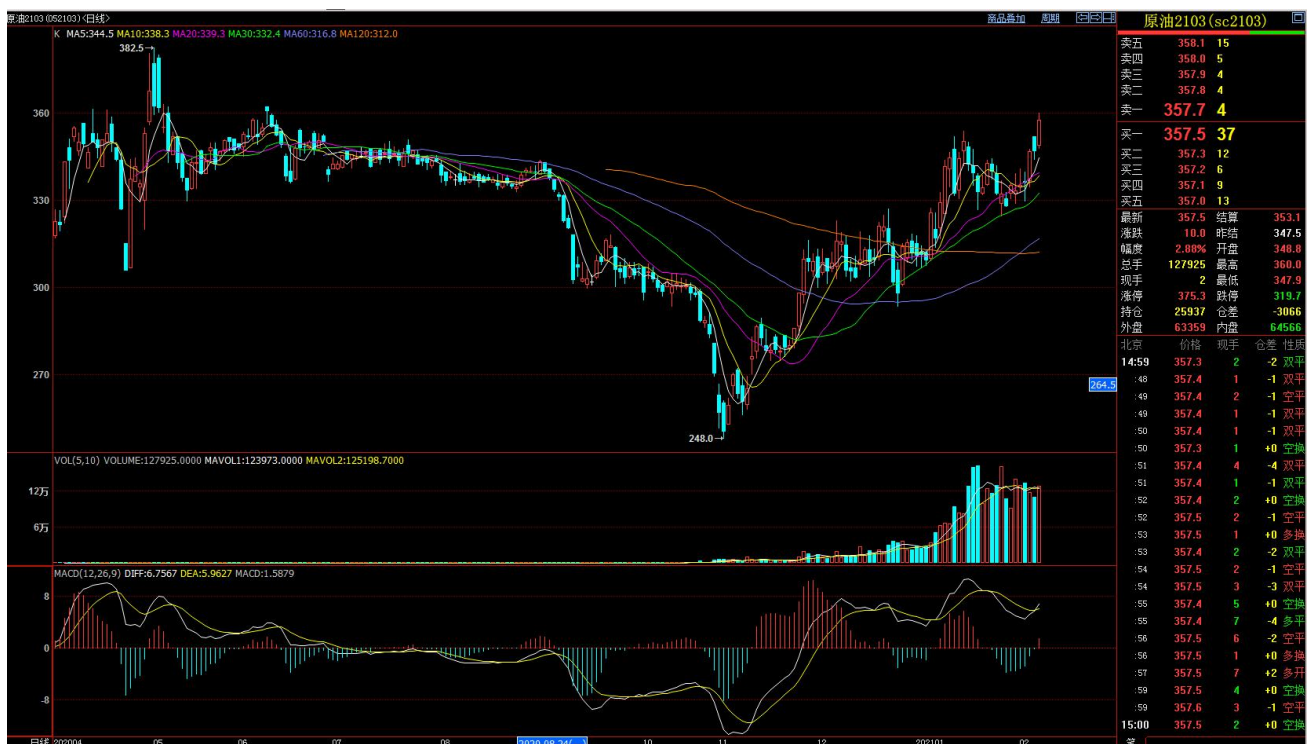 原油2103(052103)<日线>
商品叠加 周期
K MA5:344.5 MA10:338.3 MA20:339.3 MA30:332.4 MA60:316.8 MA120:312.0
382.5→
360
330
300
270
264.5
248.0→
VOL(5,10) VOLUME:127925.0000 MAVOL1:123973.0000 MAVOL2:125198.7000
12万
6万
MACD(12,26,9) DIFF:6.7567 DEA:5.9627 MACD:1.5879
8
0
-8
日线 202004 05 06 07 08 10 11 12 202101 02
原油2103(sc2103)
卖五 358.1 15
卖四 358.0 5
卖三 357.9 4
卖二 357.8 4
卖一 357.7 4
买一 357.5 37
买二 357.3 12
买三 357.2 6
买四 357.1 9
买五 357.0 13
最新 357.5 结算 353.1
涨跌 10.0 昨结 347.5
幅度 2.88% 开盘 348.8
总手 127925 最高 360.0
现手 2 最低 347.9
涨停 375.3 跌停 319.7
持仓 25937 仓差 -3066
外盘 63359 内盘 64566
北京 价格 现手 仓差 性质
14:59 357.3 2 -2 双平
:48 357.4 1 -1 双平
:49 357.4 2 -1 空平
:49 357.4 1 -1 双平
:50 357.4 1 -1 双平
:50 357.3 1 +0 空换
:51 357.4 4 -4 双平
:51 357.4 1 -1 双平
:52 357.4 2 +0 空换
:52 357.5 2 -1 空平
:53 357.5 1 +0 多换
:53 357.4 2 -2 双平
:54 357.5 2 -1 空平
:54 357.5 3 -3 双平
:55 357.4 5 +0 空换
:55 357.4 7 -4 多平
:56 357.5 6 -2 空平
:56 357.5 1 +0 多换
:57 357.5 7 +2 多开
:59 357.5 4 +0 空换
:59 357.6 3 -1 空平
15:00 357.5 2 +0 空换